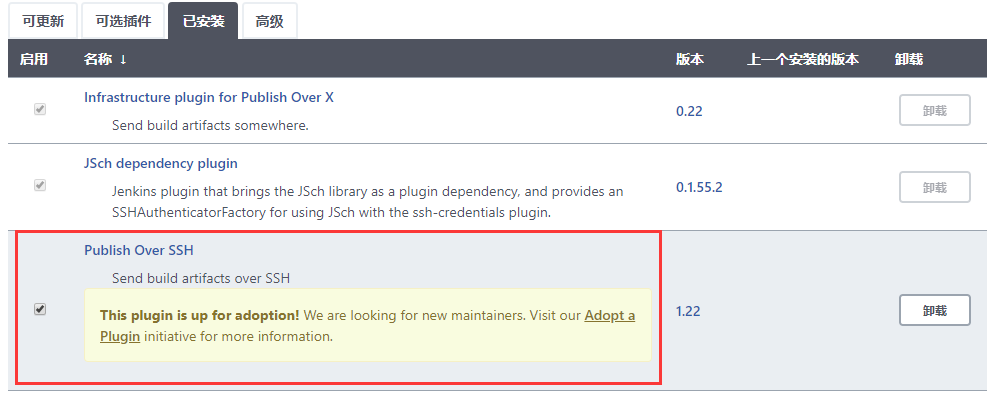 可更新 可选插件 已安装 高级
启用 名称 ↓ 版本 上一个安装的版本 卸载
Infrastructure plugin for Publish Over X
Send build artifacts somewhere.
0.22 卸载
JSch dependency plugin
Jenkins plugin that brings the JSch library as a plugin dependency, and provides an
SSHAuthenticatorFactory for using JSch with the ssh-credentials plugin.
0.1.55.2 卸载
Publish Over SSH
Send build artifacts over SSH
This plugin is up for adoption! We are looking for new maintainers. Visit our Adopt a
Plugin initiative for more information.
1.22 卸载